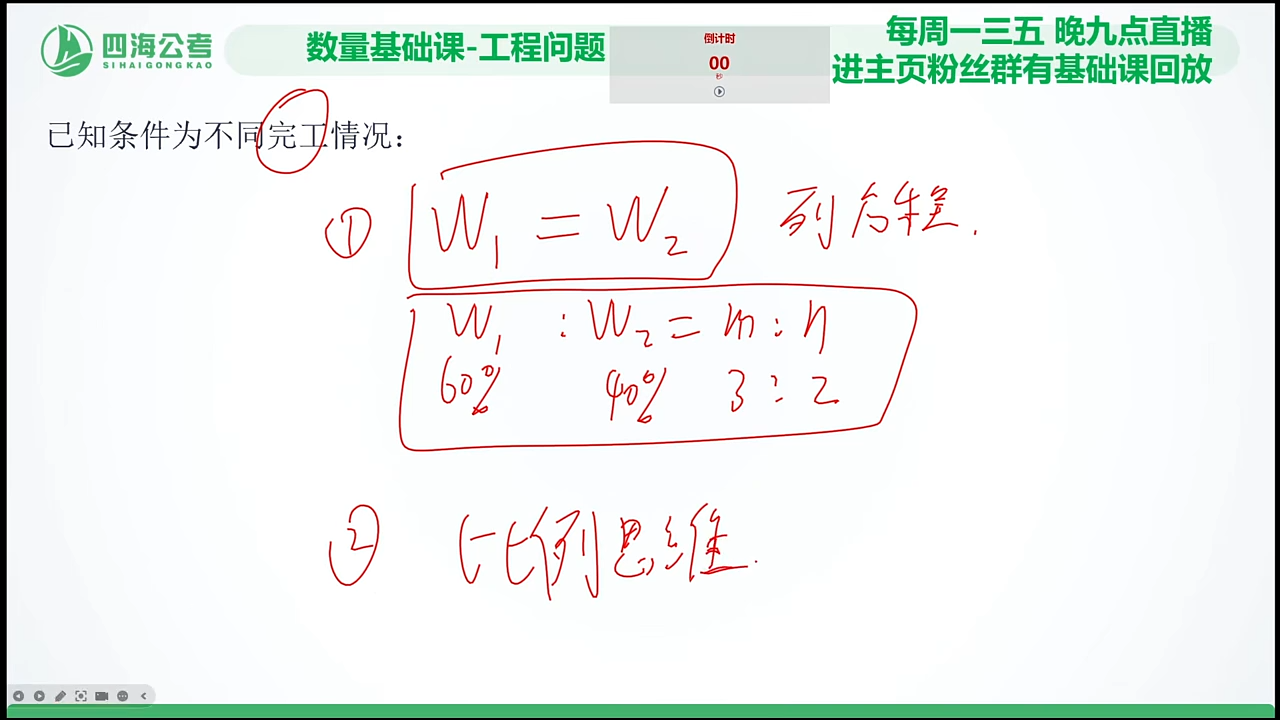 四海公考
SIHAIGONGKAO
数量基础课-工程问题
倒计时
00
秒
每周一三五 晚九点直播
进主页粉丝群有基础课回放
已知条件为不同完工情况：
① W₁ = W₂ 列方程.
W₁ : W₂ = m : n
60% 40% 3 : 2
② 比例思维.